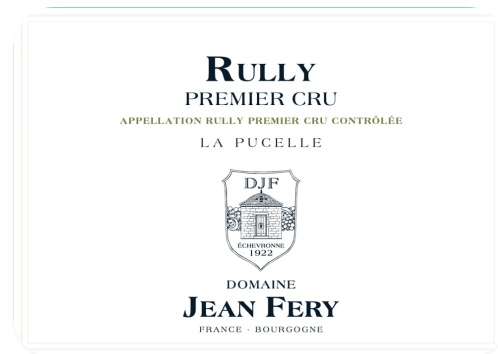 RULLY
PREMIER CRU
APPELLATION RULLY PREMIER CRU CONTRÔLÉE
LA PUCELLE
DJF
ÉCHEVRONNE
1922
DOMAINE
JEAN FERY
FRANCE - BOURGOGNE